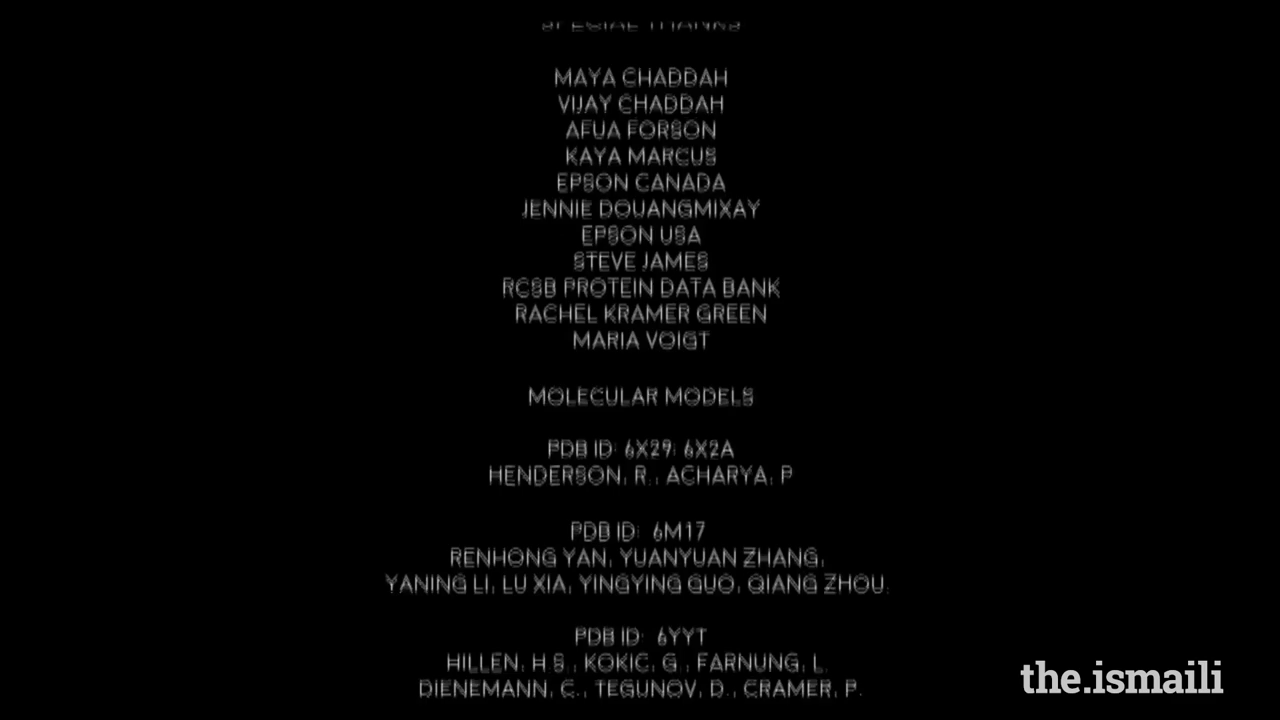 SPECIAL THANKS
MAYA CHADDAH
VIJAY CHADDAH
AFUA FORSON
KAYA MARCUS
EPSON CANADA
JENNIE DOUANGMIXAY
EPSON USA
STEVE JAMES
RCSB PROTEIN DATA BANK
RACHEL KRAMER GREEN
MARIA VOIGT
MOLECULAR MODELS
PDB ID: 6X29; 6X2A
HENDERSON, R., ACHARYA, P
PDB ID: 6M17
RENHONG YAN, YUANYUAN ZHANG,
YANING LI, LU XIA, YINGYING GUO, QIANG ZHOU.
PDB ID: 6YYT
HILLEN, H.S., KOKIC, G., FARNUNG, L.
DIENEMANN, C., TEGUNOV, D., CRAMER, P.
the.ismaili